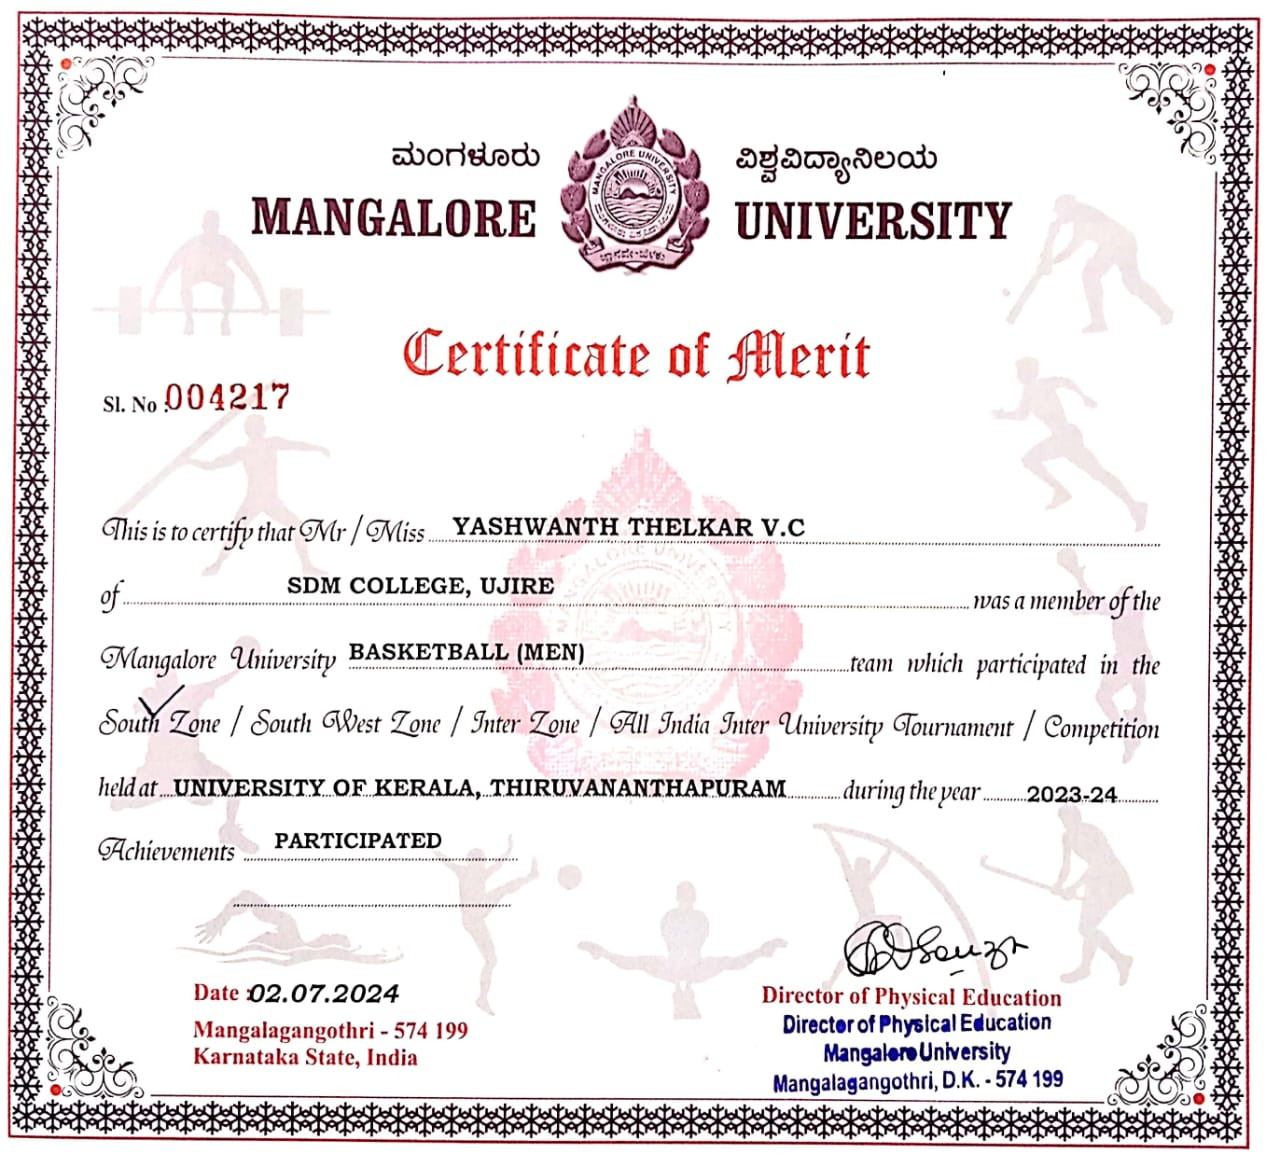 ಮಂಗಳೂರು ವಿಶ್ವವಿದ್ಯಾನಿಲಯ
MANGALORE UNIVERSITY
MANGALORE UNIVERSITY
Certificate of Merit
Sl. No :004217
This is to certify that Mr / Miss YASHWANTH THELKAR V.C
of SDM COLLEGE, UJIRE was a member of the
Mangalore University BASKETBALL (MEN) team which participated in the
South Zone / South West Zone / Inter Zone / All India Inter University Tournament / Competition
held at UNIVERSITY OF KERALA, THIRUVANANTHAPURAM during the year 2023-24
Achievements PARTICIPATED
Date :02.07.2024
Mangalagangothri - 574 199
Karnataka State, India
Director of Physical Education
Director of Physical Education
Mangalore University
Mangalagangothri, D.K. - 574 199